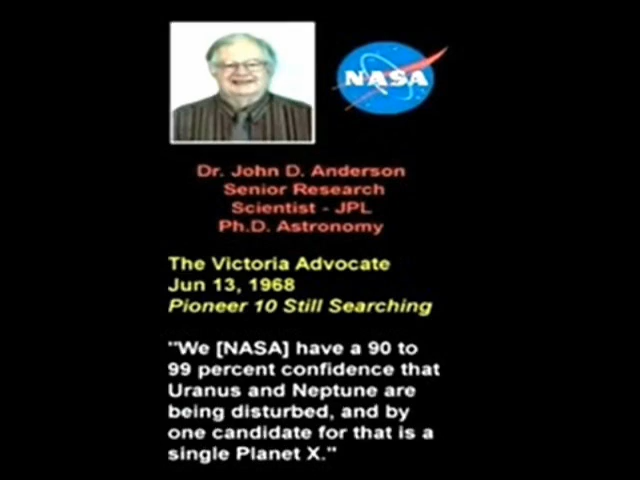 NASA
Dr. John D. Anderson
Senior Research
Scientist - JPL
Ph.D. Astronomy
The Victoria Advocate
Jun 13, 1968
Pioneer 10 Still Searching
"We [NASA] have a 90 to
99 percent confidence that
Uranus and Neptune are
being disturbed, and by
one candidate for that is a
single Planet X."